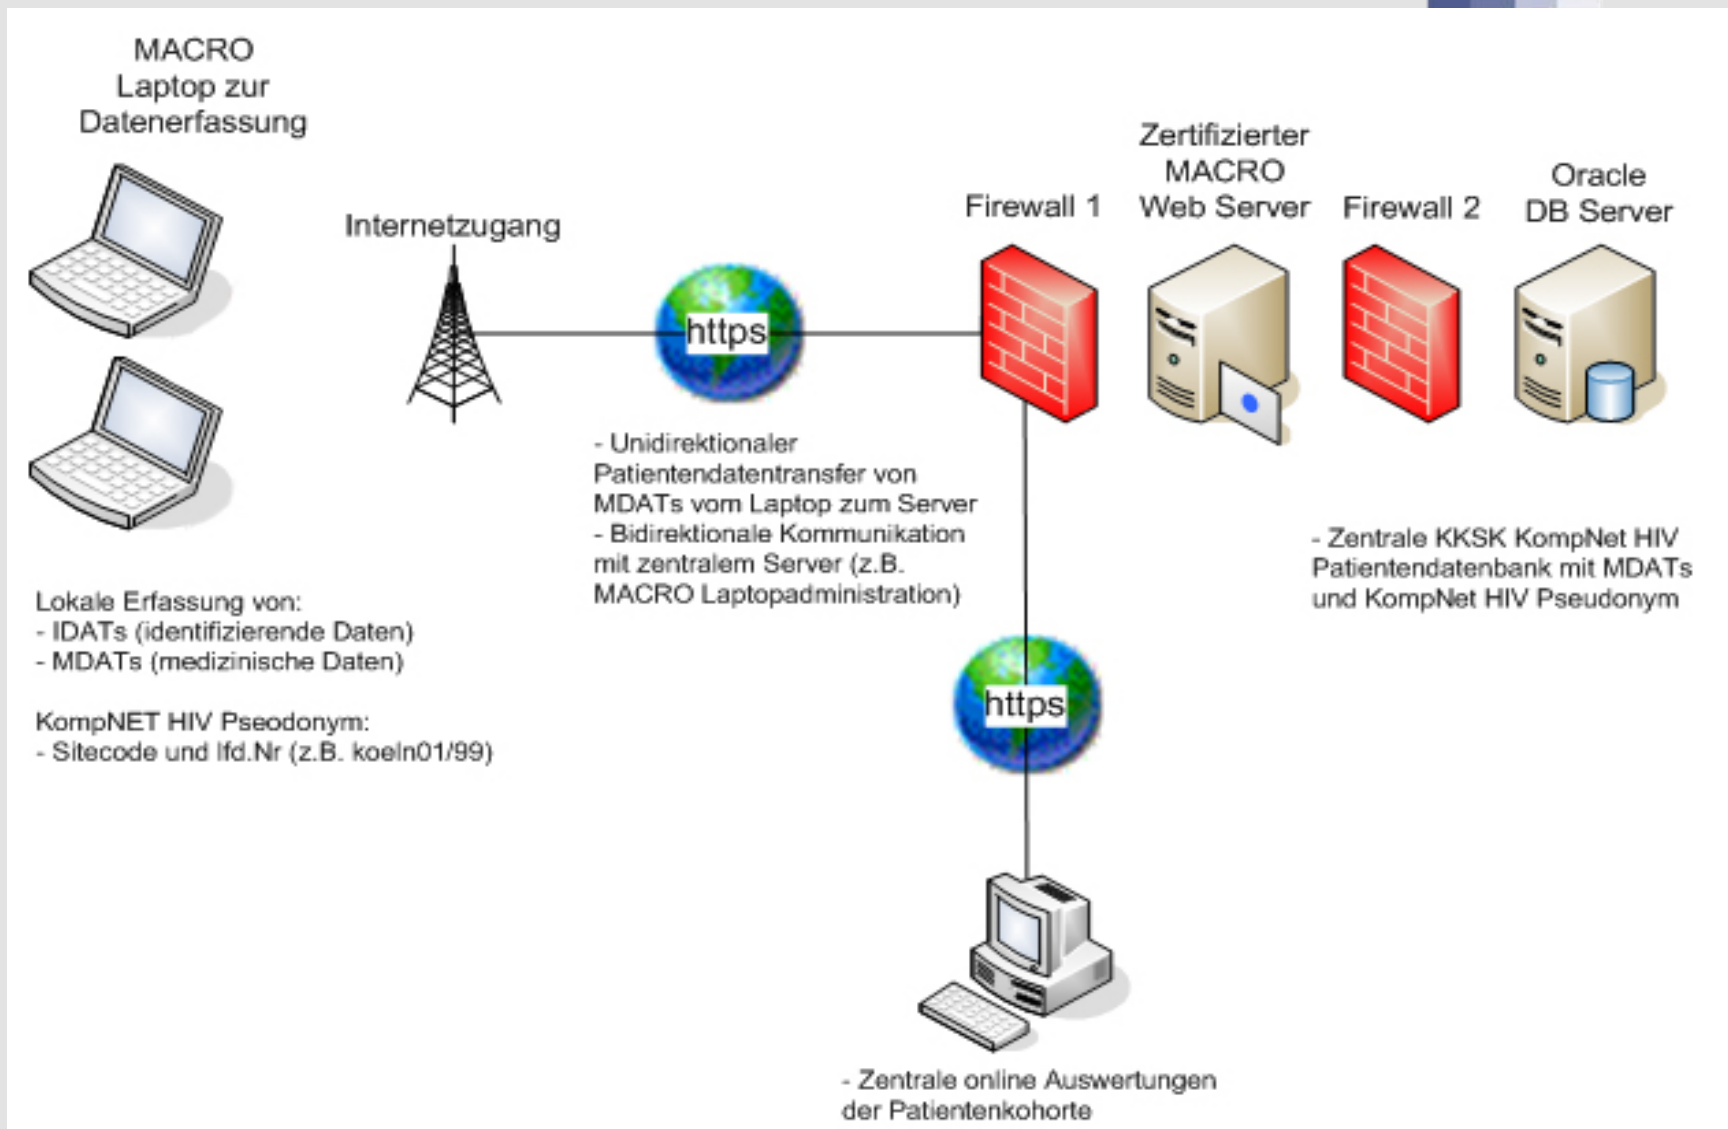 MACRO
Laptop zur
Datenerfassung
Internetzugang
https
Firewall 1
Zertifizierter
MACRO
Web Server
Firewall 2
Oracle
DB Server
- Unidirektionaler
Patientendatentransfer von
MDATs vom Laptop zum Server
- Bidirektionale Kommunikation
mit zentralem Server (z.B.
MACRO Laptopadministration)
- Zentrale KKSK KompNet HIV
Patientendatenbank mit MDATs
und KompNet HIV Pseudonym
Lokale Erfassung von:
- IDATs (identifizierende Daten)
- MDATs (medizinische Daten)
KompNET HIV Pseodonym:
- Sitecode und lfd.Nr (z.B. koeln01/99)
https
- Zentrale online Auswertungen
der Patientenkohorte